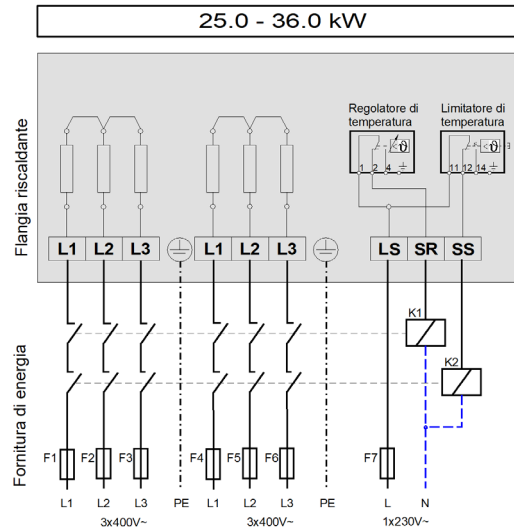 25.0 - 36.0 kW
Flangia riscaldante
Regolatore di
temperatura
Limitatore di
temperatura
ϑ
ϑ
1 2 4
11 12 14
L1 L2 L3 L1 L2 L3 LS SR SS
K1
K2
Fornitura di energia
F1 F2 F3 F4 F5 F6 F7
L1 L2 L3 PE L1 L2 L3 PE L N
3x400V~ 3x400V~ 1x230V~